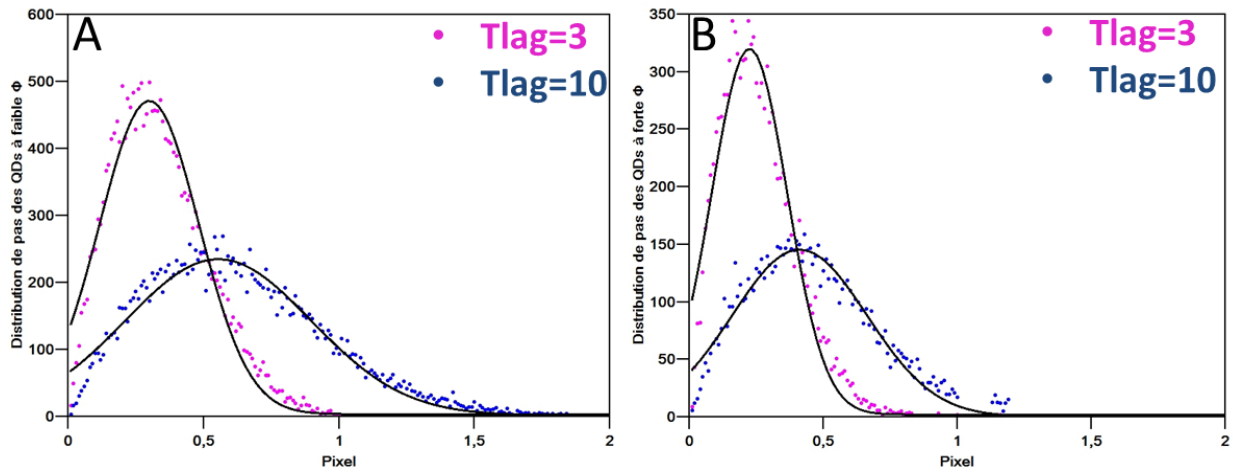 A
Tlag=3
Tlag=10
Distribution de pas des QDs à faible Φ
600
500
400
300
200
100
0
0
0,5
1
1,5
2
Pixel
B
Tlag=3
Tlag=10
Distribution de pas des QDs à forte Φ
350
300
250
200
150
100
50
0
0
0,5
1
1,5
2
Pixel